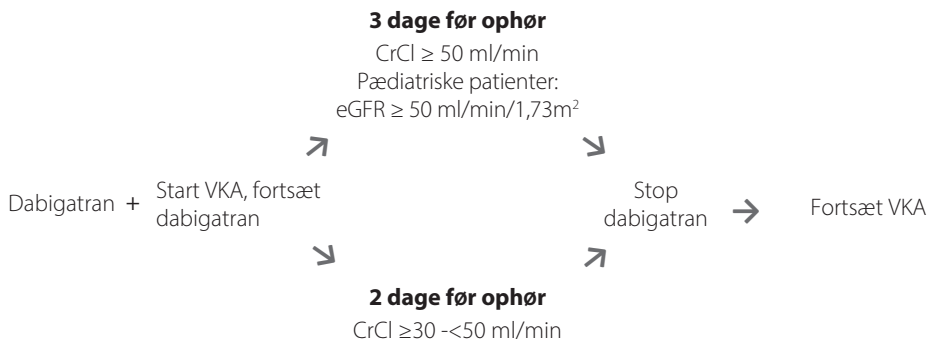 3 dage før ophør
CrCl ≥ 50 ml/min
Pædiatriske patienter:
eGFR ≥ 50 ml/min/1,73m²
Dabigatran + Start VKA, fortsæt
dabigatran
Stop
dabigatran
Fortsæt VKA
2 dage før ophør
CrCl ≥30 -<50 ml/min